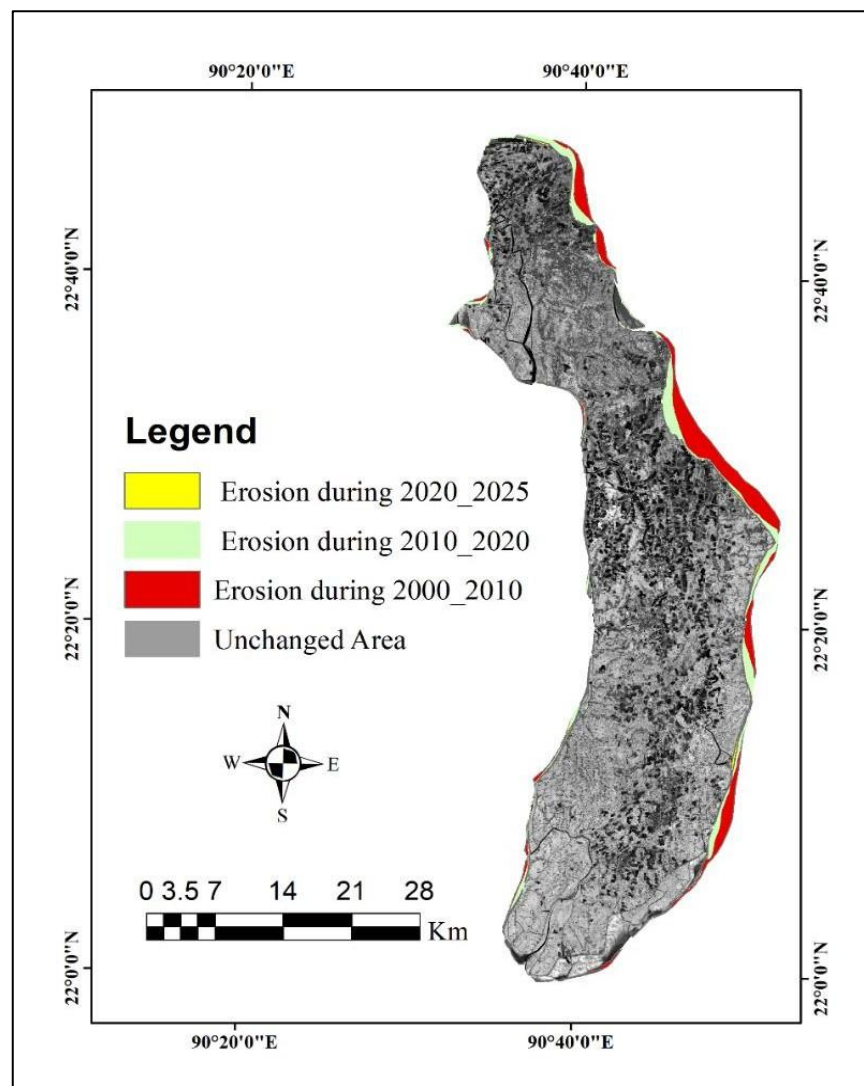 90°20'0"E 90°40'0"E
22°40'0"N 22°40'0"N
Legend
Erosion during 2020_2025
Erosion during 2010_2020
Erosion during 2000_2010
Unchanged Area
22°20'0"N 22°20'0"N
N
W E
S
0 3.5 7 14 21 28
Km
22°0'0"N 22°0'0"N
90°20'0"E 90°40'0"E